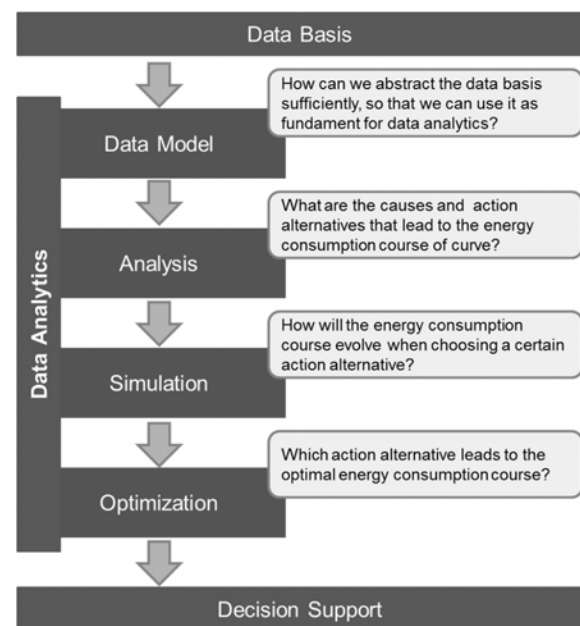 Data Basis
How can we abstract the data basis
sufficiently, so that we can use it as
fundament for data analytics?
Data Model
What are the causes and action
alternatives that lead to the energy
consumption course of curve?
Analysis
Data Analytics
How will the energy consumption
course evolve when choosing a certain
action alternative?
Simulation
Which action alternative leads to the
optimal energy consumption course?
Optimization
Decision Support